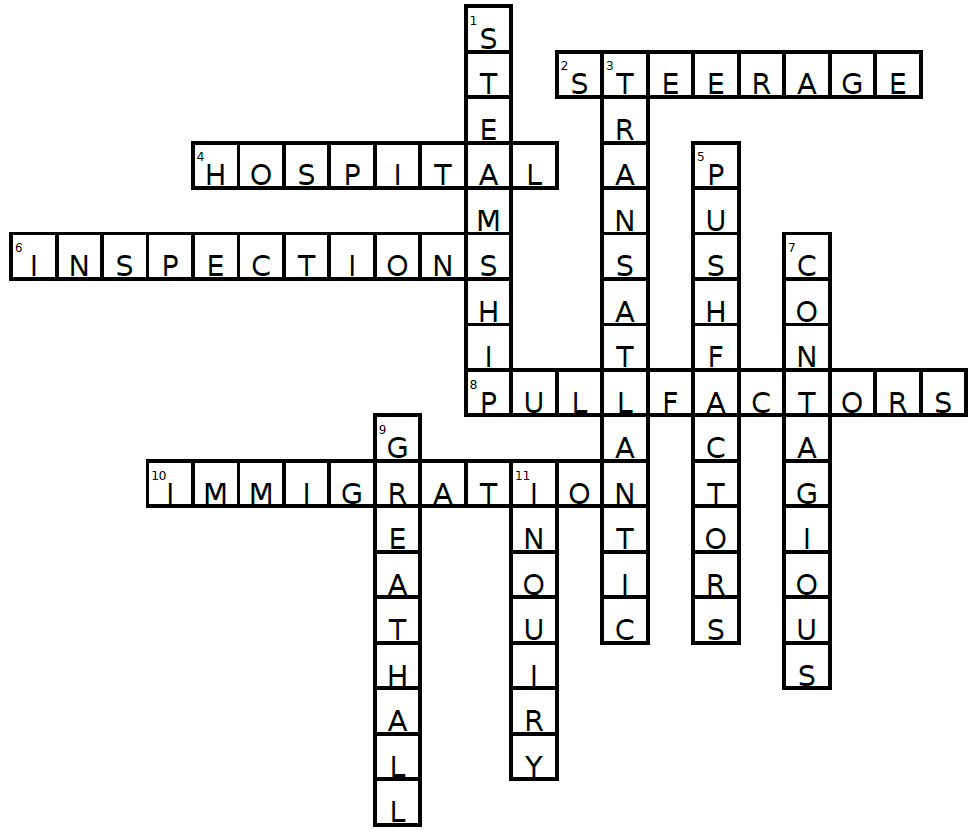 1 STEAMSHIP
2 STEERAGE
3 TRANSATLANTIC
4 HOSPITAL
5 PUSHFACTORS
6 INSPECTIONS
7 CONTAGIOUS
8 PULLFACTORS
9 GREATHALL
10 IMMIGRATION
11 INQUIRY